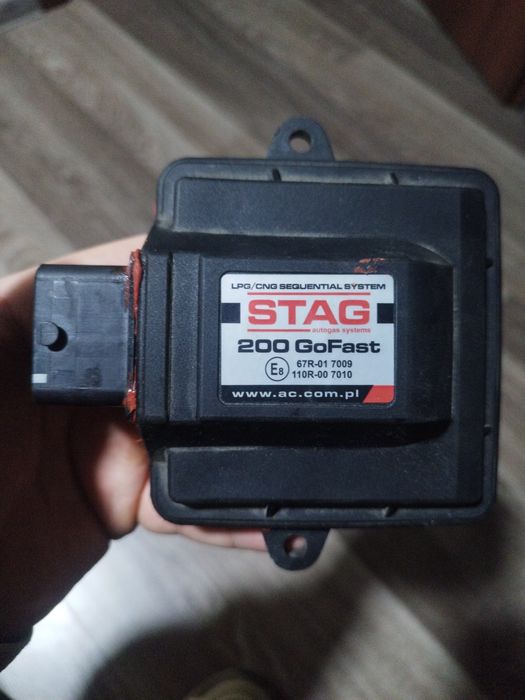 LPG/CNG SEQUENTIAL SYSTEM
STAG
autogas systems
200 GoFast
E8 67R-01 7009
110R-00 7010
www.ac.com.pl